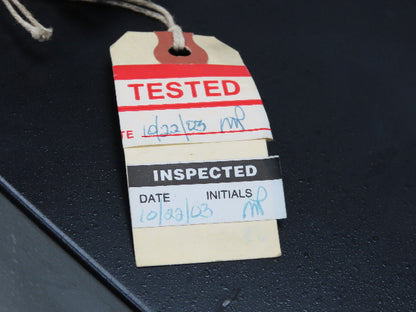 TESTED
TE 10/22/03 MP
INSPECTED
DATE INITIALS
10/22/03 MP